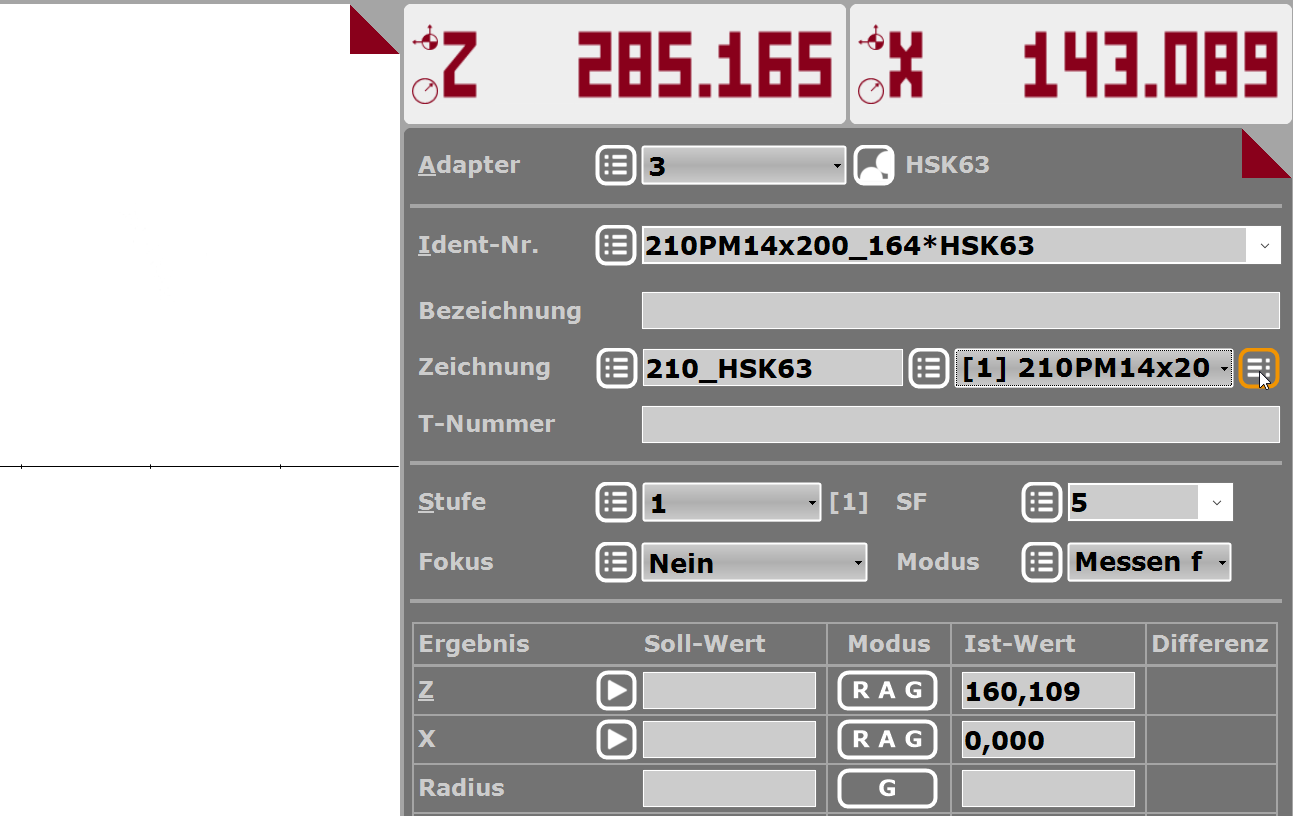 Z 285.165 X 143.089
Adapter 3 HSK63
Ident-Nr. 210PM14x200_164*HSK63
Bezeichnung
Zeichnung 210_HSK63 [1] 210PM14x20
T-Nummer
Stufe 1 [1] SF 5
Fokus Nein Modus Messen f
Ergebnis Soll-Wert Modus Ist-Wert Differenz
Z R A G 160,109
X R A G 0,000
Radius G